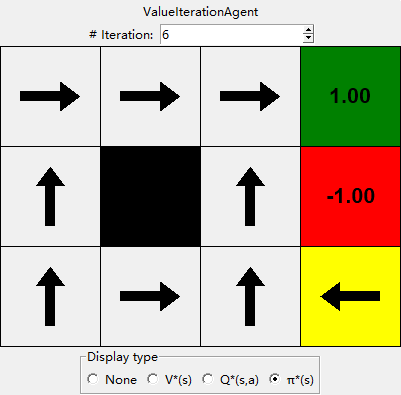 ValueIterationAgent
# Iteration: 6
1.00
-1.00
Display type
None V*(s) Q*(s,a) π*(s)